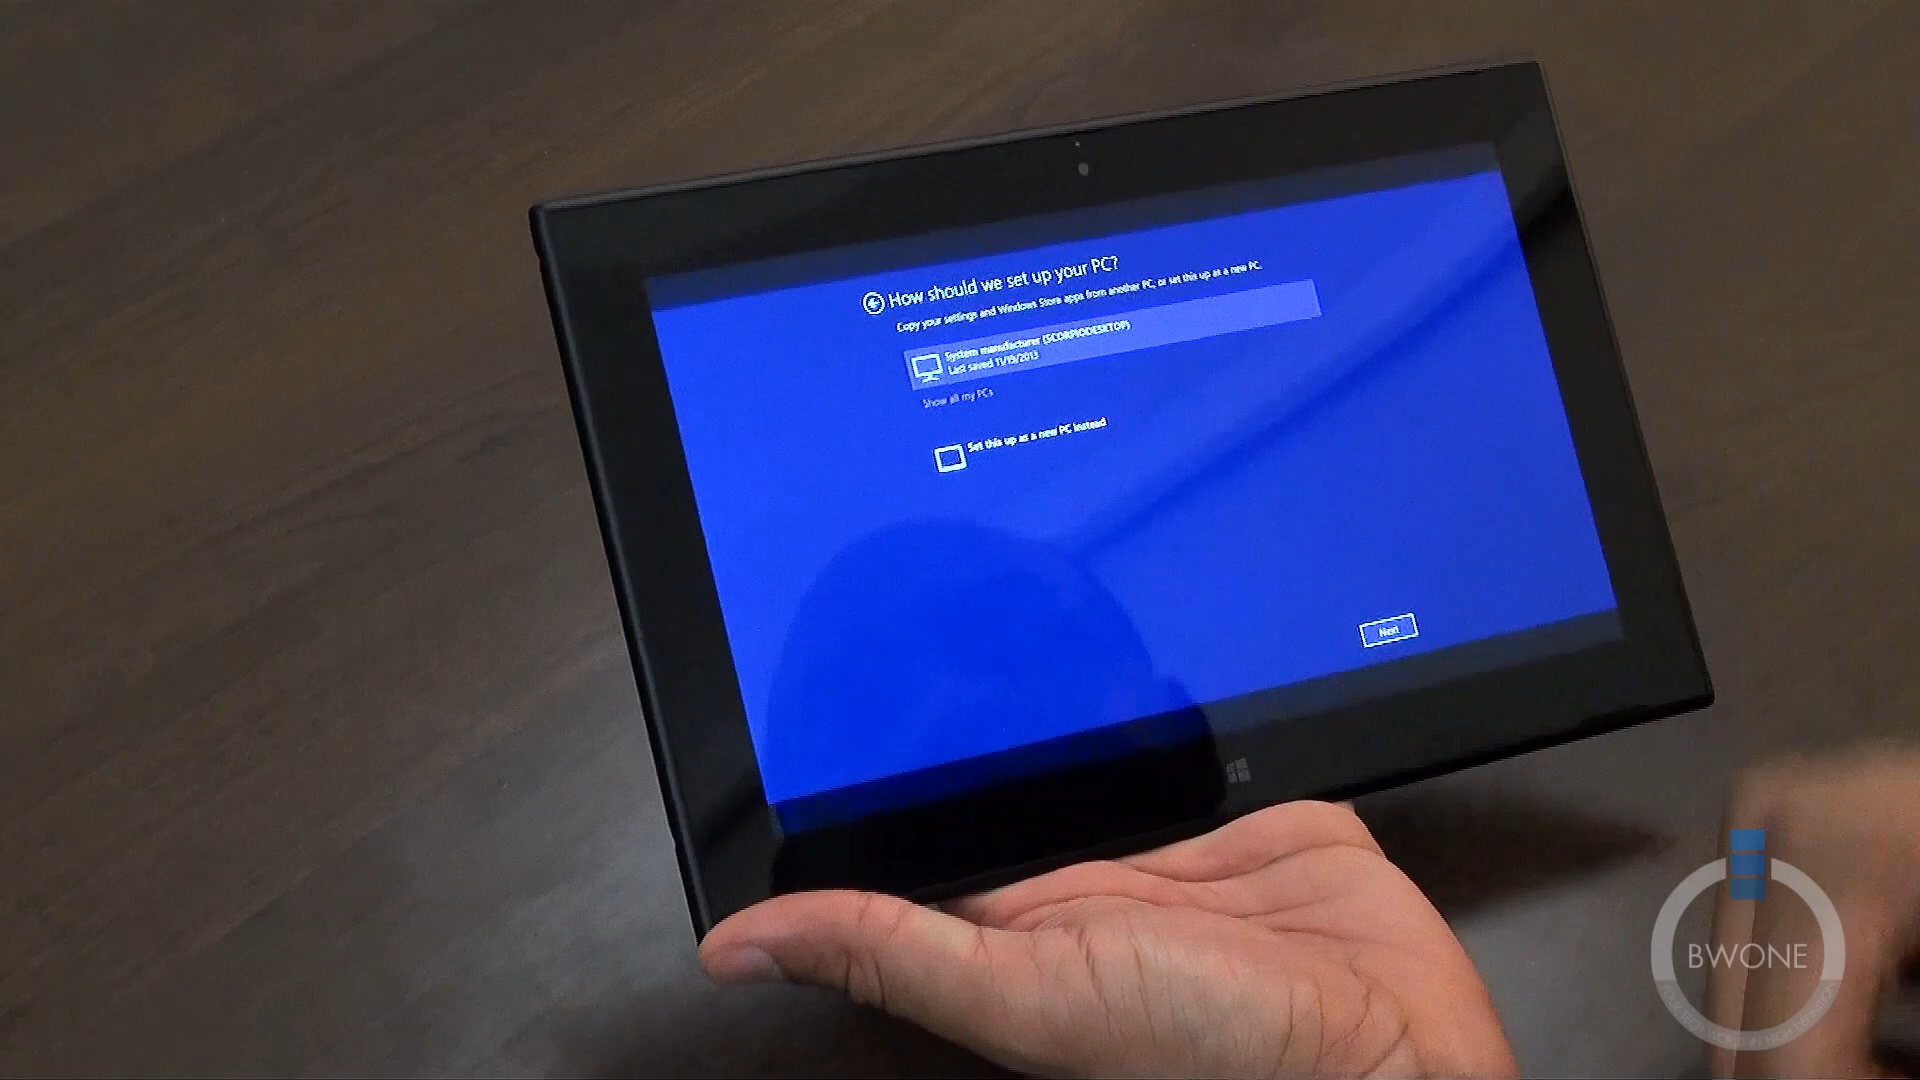 How should we set up your PC?
Copy your settings and Windows Store apps from another PC, or set this up as a new PC.
System manufacturer (SCORPIODESKTOP)
Last saved 11/19/2013
Show all my PCs
Set this up as a new PC instead
Next
BWONE